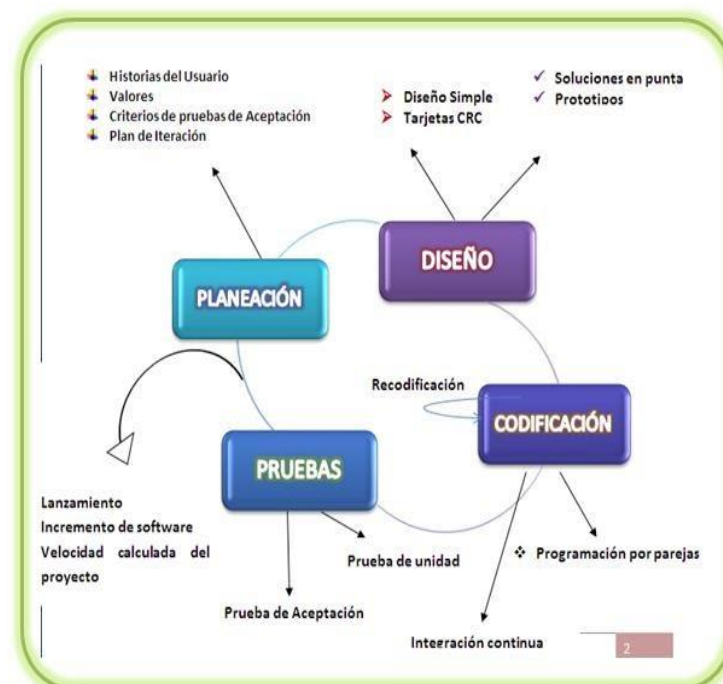 Historias del Usuario
Valores
Criterios de pruebas de Aceptación
Plan de Iteración
Diseño Simple
Tarjetas CRC
Soluciones en punta
Prototipos
DISEÑO
PLANEACIÓN
Recodificación
CODIFICACIÓN
PRUEBAS
Lanzamiento
Incremento de software
Velocidad calculada del
proyecto
Prueba de unidad
Programación por parejas
Prueba de Aceptación
Integración continua
2